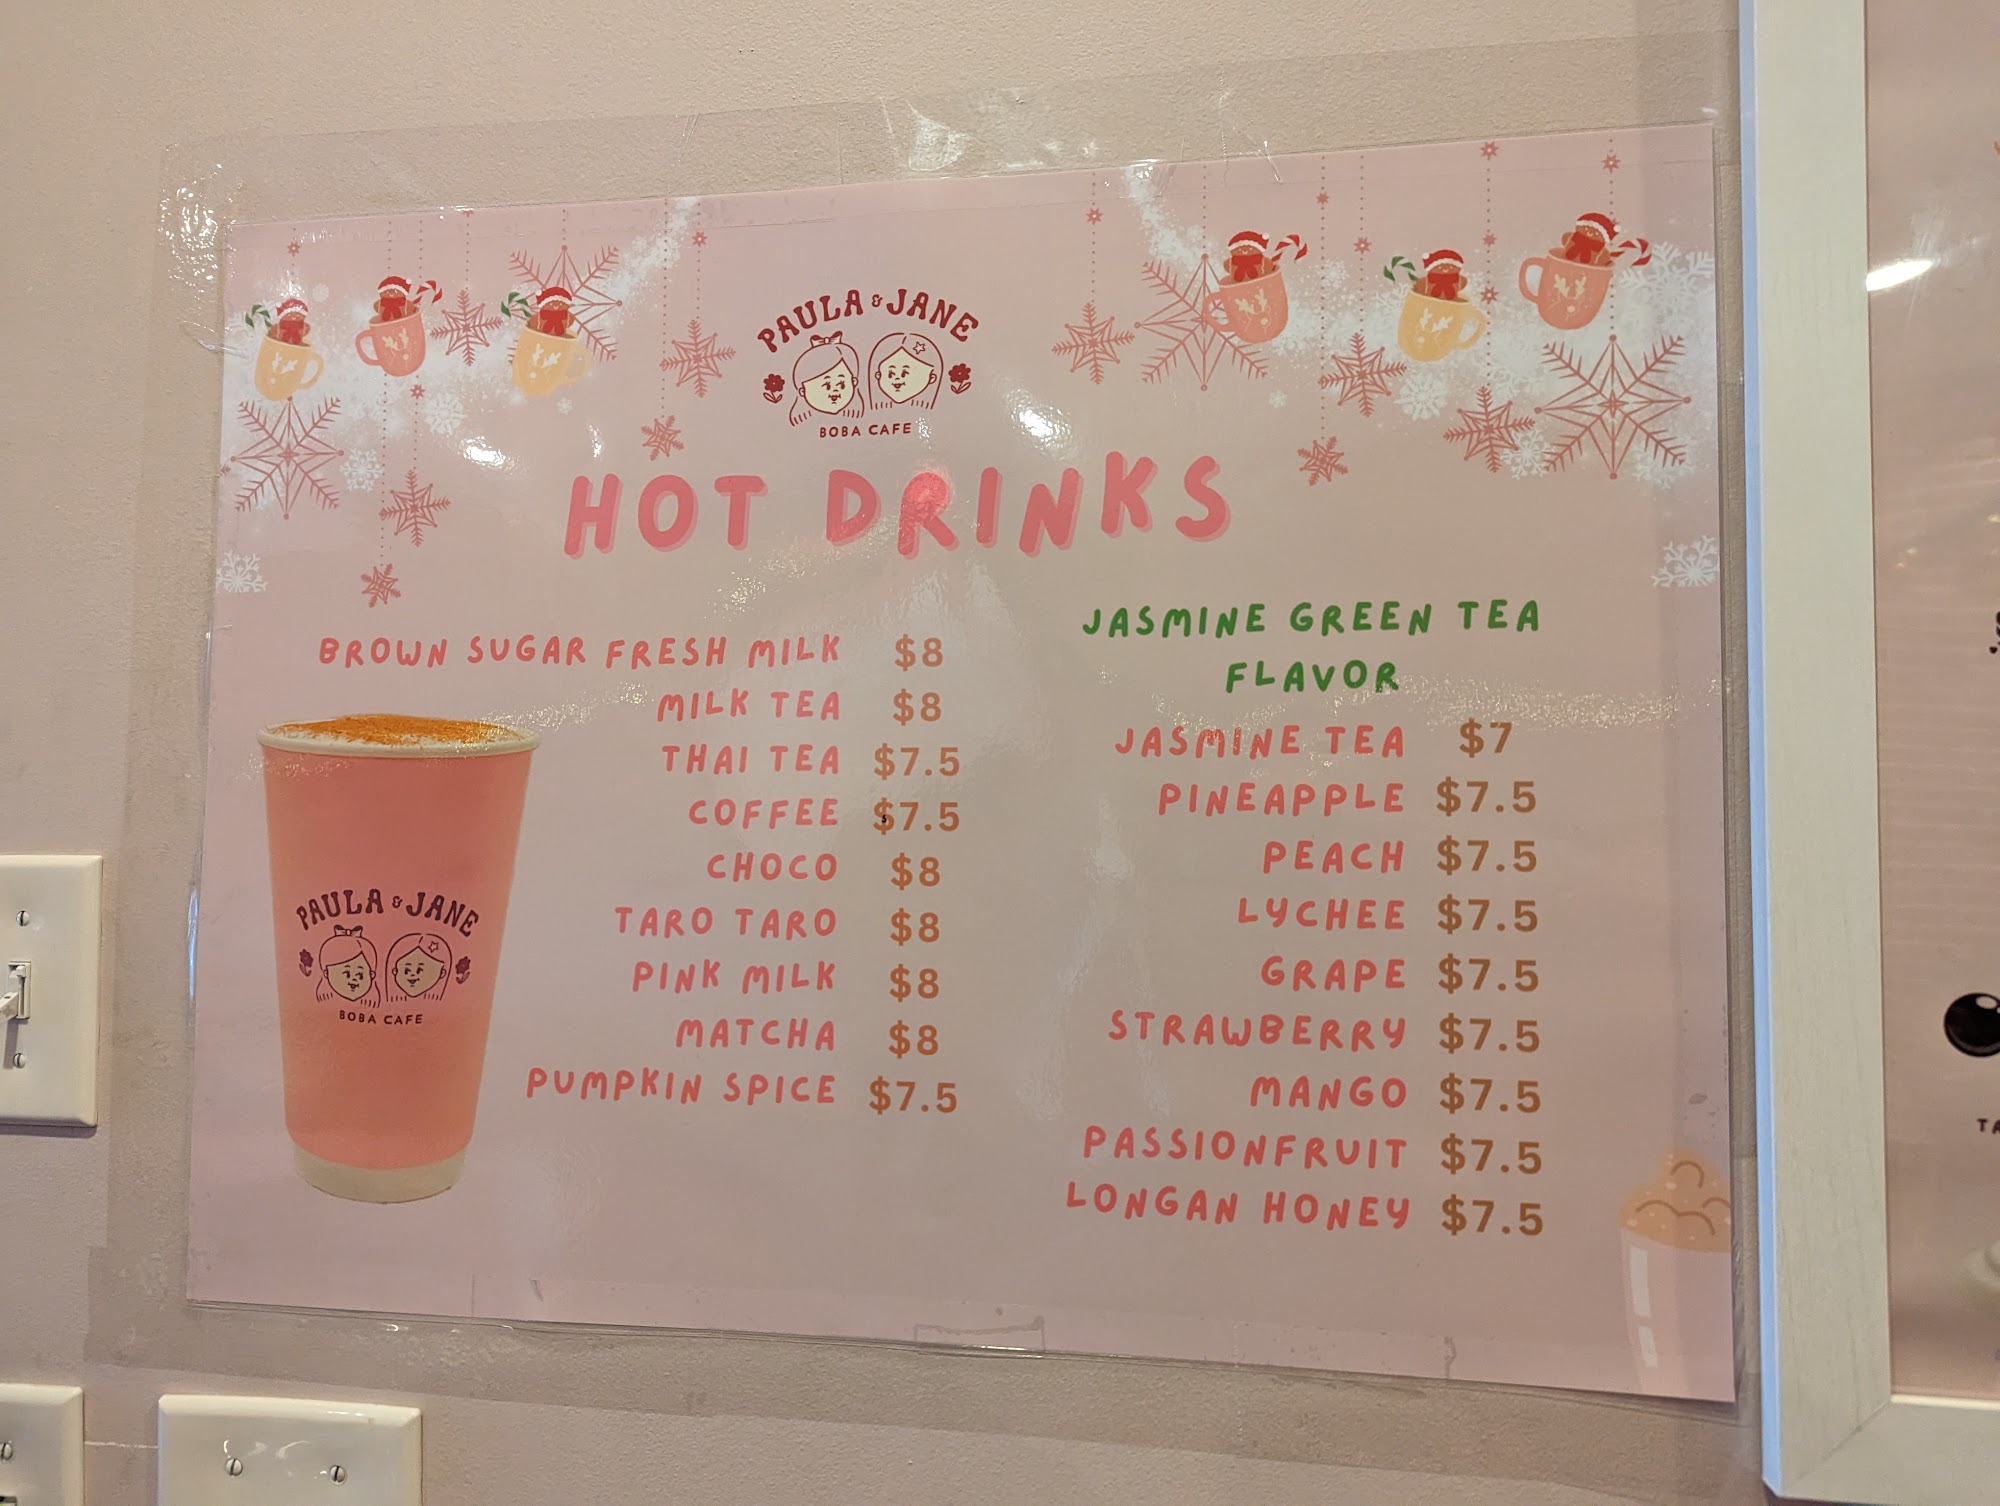 PAULA & JANE
BOBA CAFE
HOT DRINKS
BROWN SUGAR FRESH MILK $8
MILK TEA $8
THAI TEA $7.5
COFFEE $7.5
CHOCO $8
TARO TARO $8
PINK MILK $8
MATCHA $8
PUMPKIN SPICE $7.5
PAULA & JANE
BOBA CAFE
JASMINE GREEN TEA
FLAVOR
JASMINE TEA $7
PINEAPPLE $7.5
PEACH $7.5
LYCHEE $7.5
GRAPE $7.5
STRAWBERRY $7.5
MANGO $7.5
PASSIONFRUIT $7.5
LONGAN HONEY $7.5